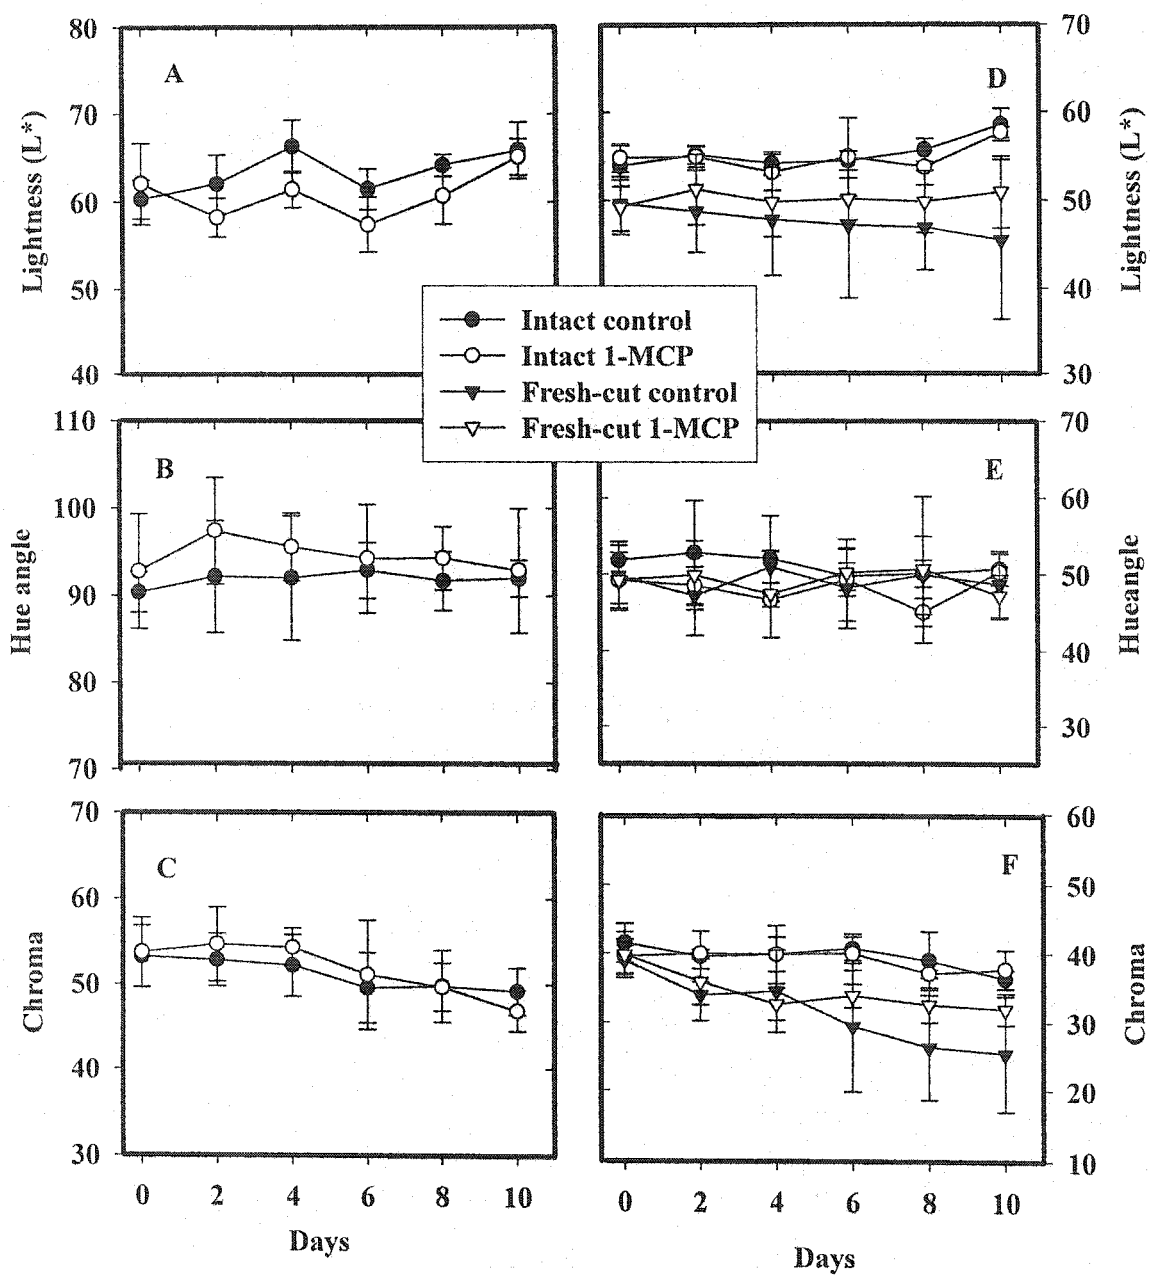 80
70
60
50
40
Lightness (L*)
A
D
70
60
50
40
30
Lightness (L*)
Intact control
Intact 1-MCP
Fresh-cut control
Fresh-cut 1-MCP
110
100
90
80
70
Hue angle
B
E
70
60
50
40
30
Hueangle
70
60
50
40
30
Chroma
C
F
60
50
40
30
20
10
Chroma
0 2 4 6 8 10
Days
0 2 4 6 8 10
Days